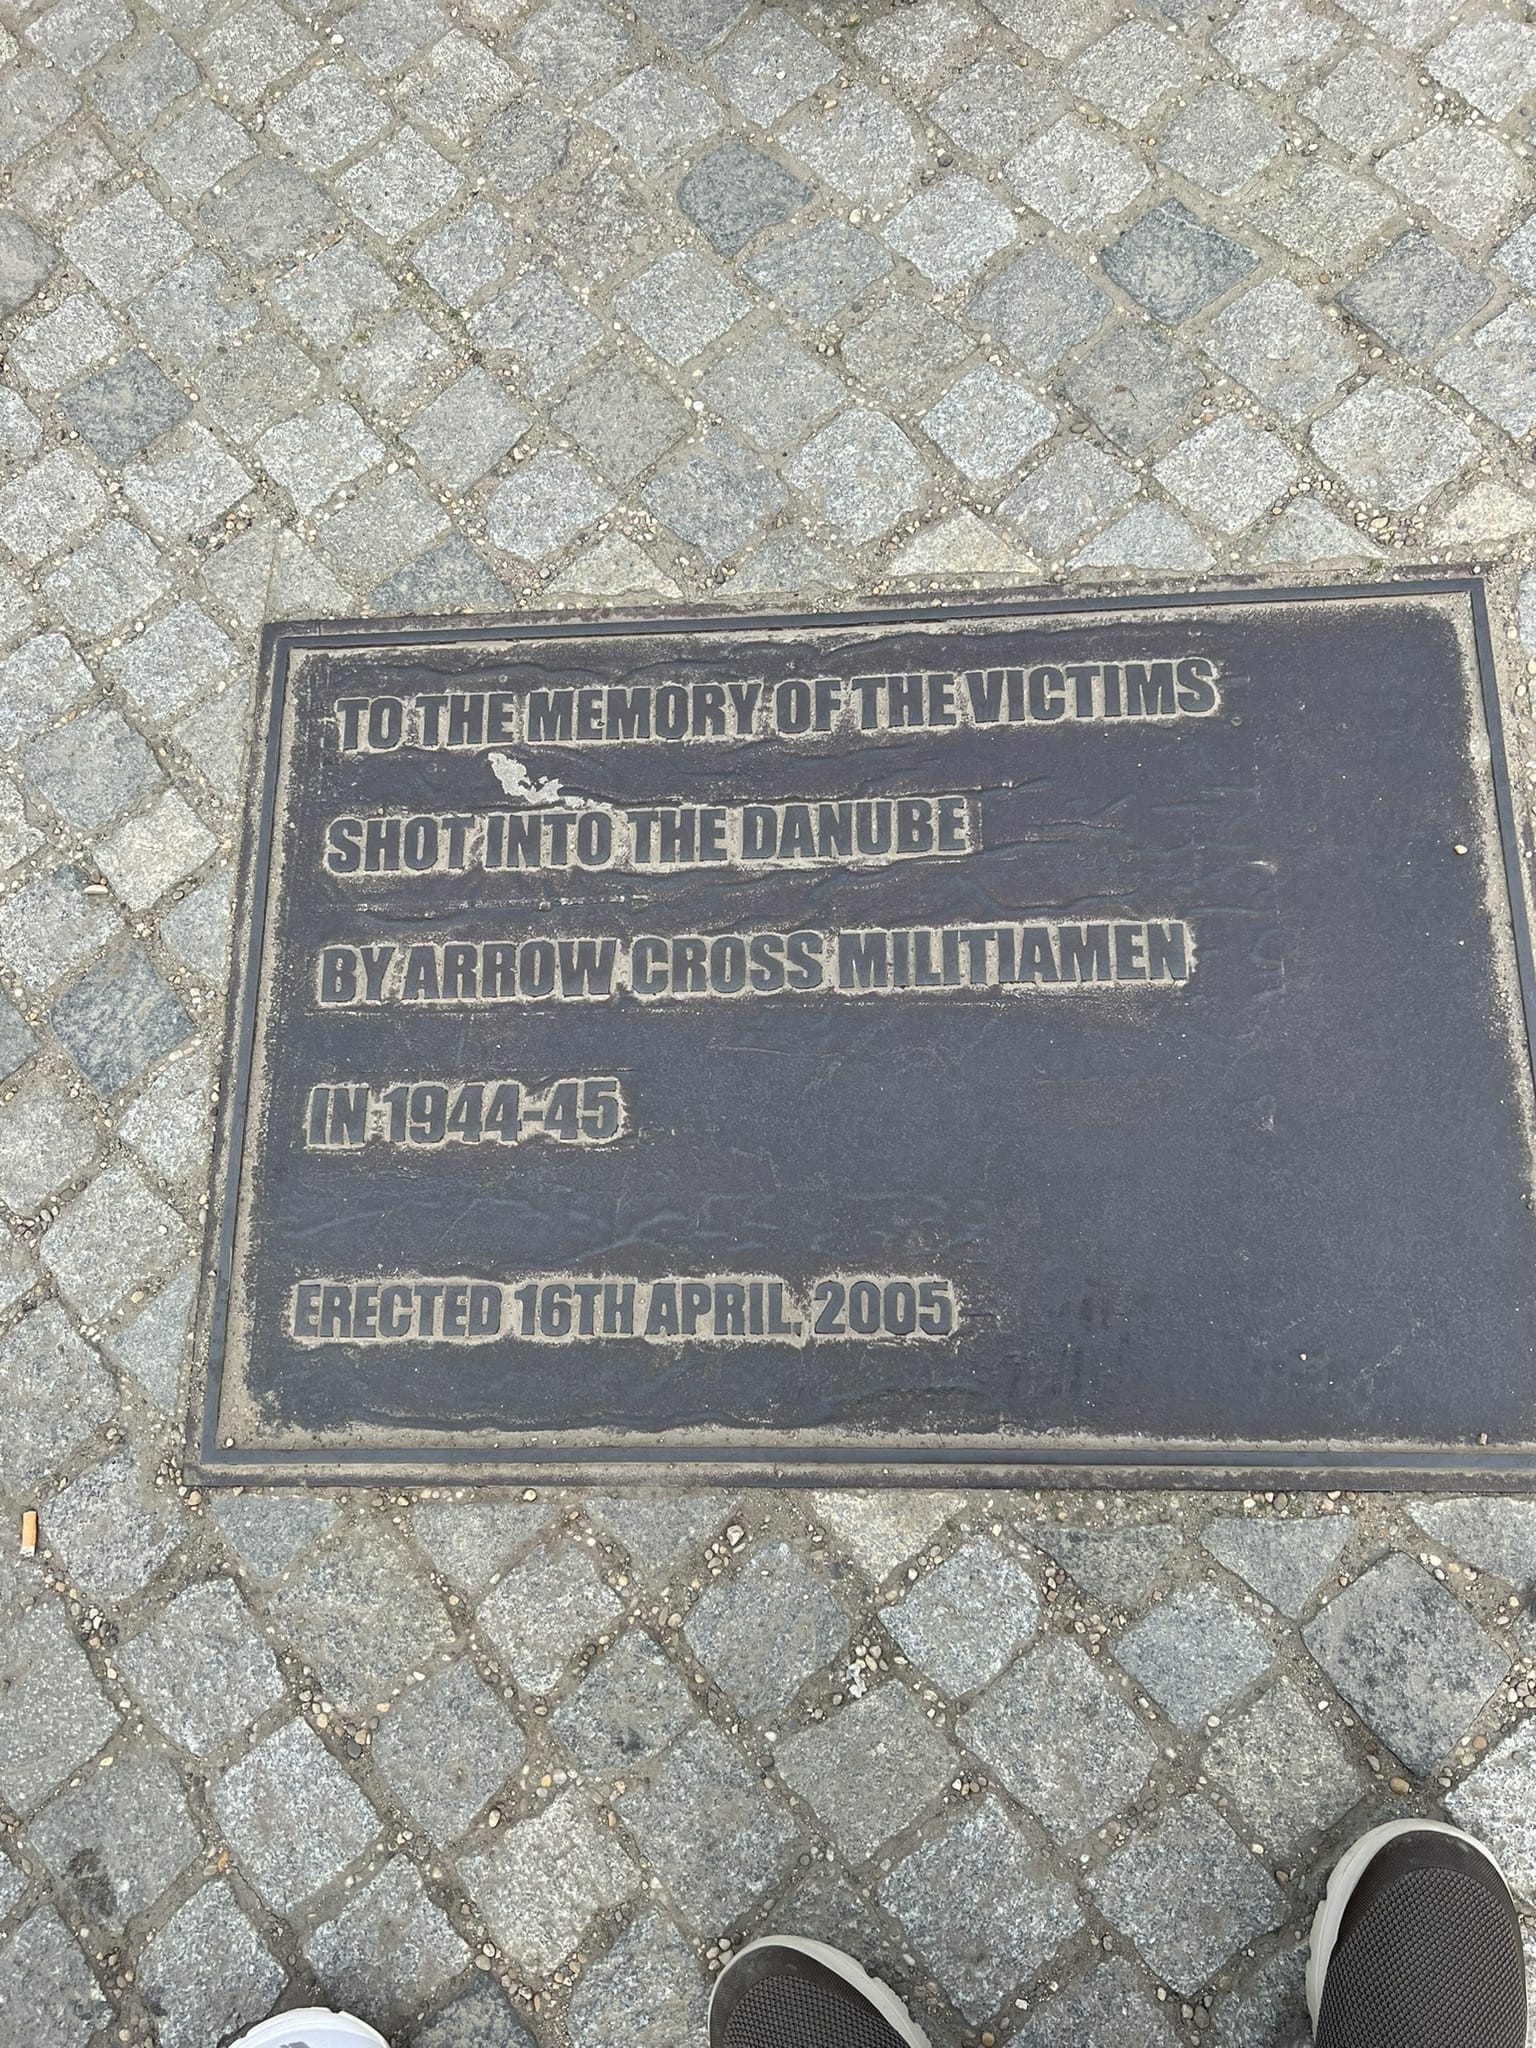 TO THE MEMORY OF THE VICTIMS
SHOT INTO THE DANUBE
BY ARROW CROSS MILITIAMEN
IN 1944-45
ERECTED 16TH APRIL, 2005